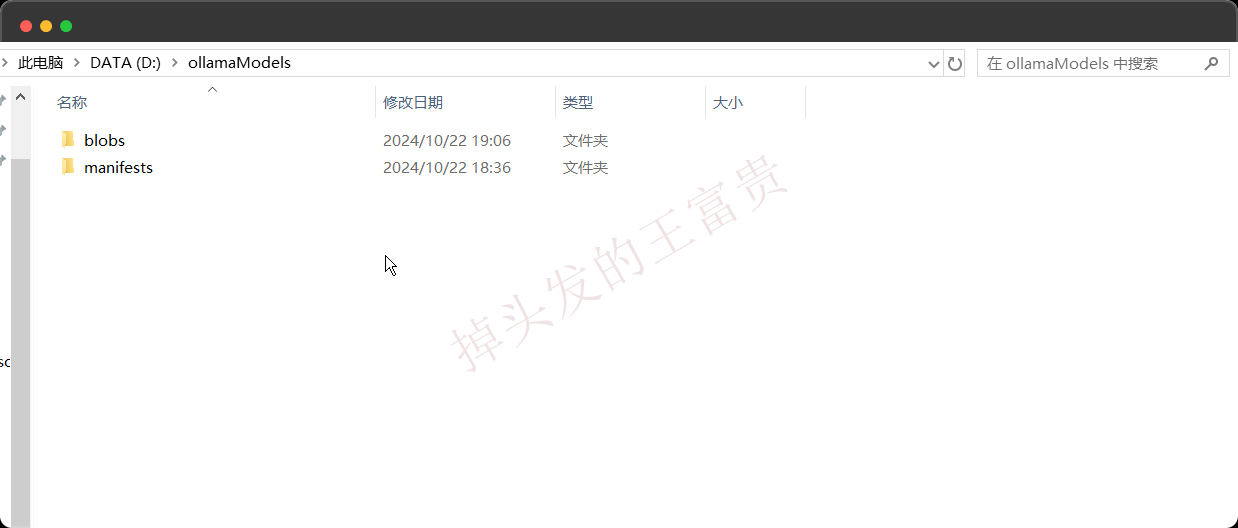 此电脑 > DATA (D:) > ollamaModels
在 ollamaModels 中搜索
名称 修改日期 类型 大小
blobs 2024/10/22 19:06 文件夹
manifests 2024/10/22 18:36 文件夹
掉头发的王富贵